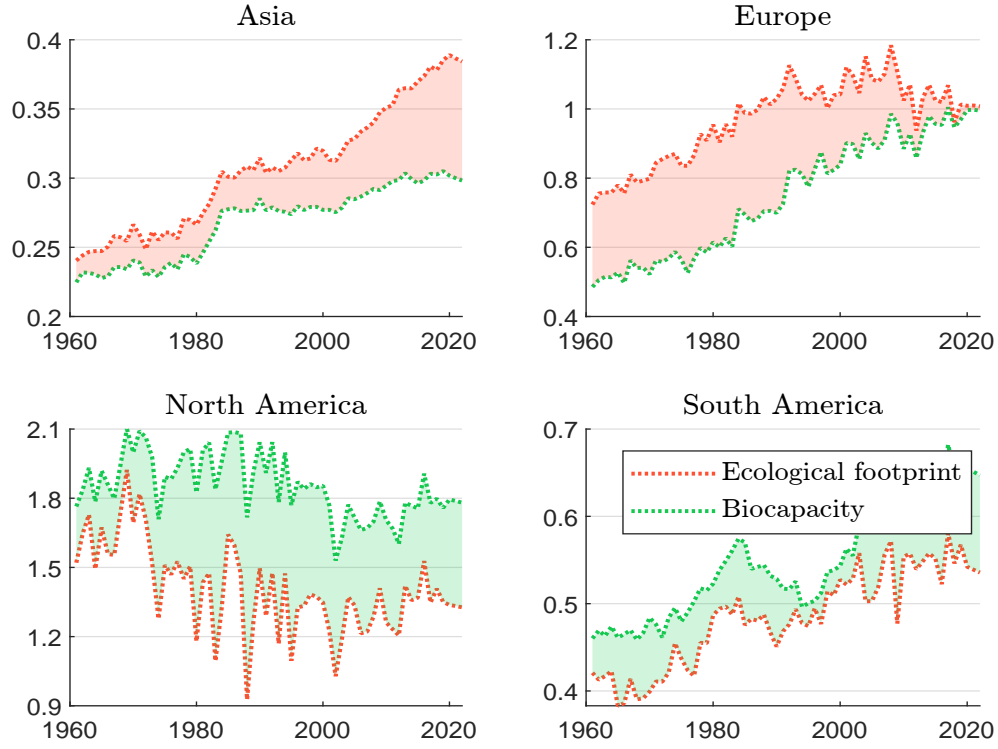 Asia
0.4
0.35
0.3
0.25
0.2
1960 1980 2000 2020
Europe
1.2
1
0.8
0.6
0.4
1960 1980 2000 2020
North America
2.1
1.8
1.5
1.2
0.9
1960 1980 2000 2020
South America
0.7
0.6
0.5
0.4
1960 1980 2000 2020
Ecological footprint
Biocapacity